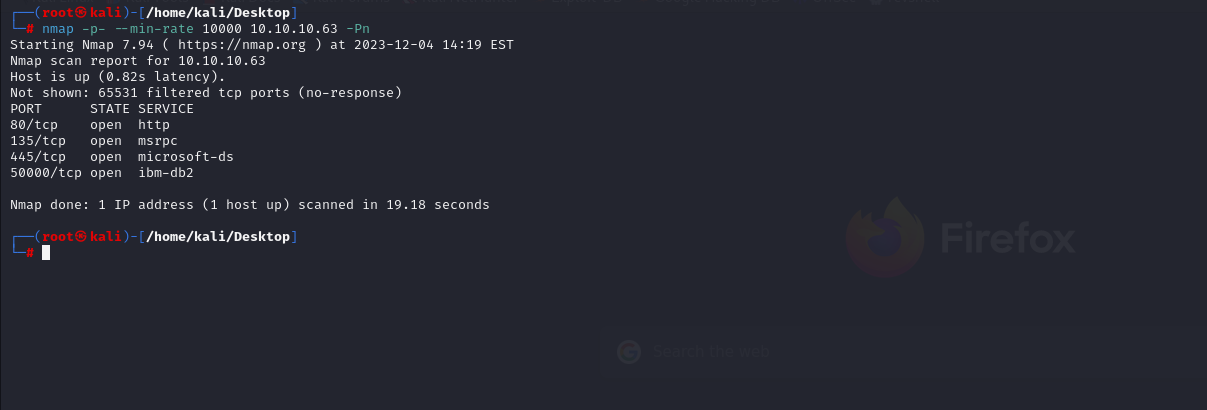 ┌──(root㉿kali)-[/home/kali/Desktop]
└─# nmap -p- --min-rate 10000 10.10.10.63 -Pn
Starting Nmap 7.94 ( https://nmap.org ) at 2023-12-04 14:19 EST
Nmap scan report for 10.10.10.63
Host is up (0.82s latency).
Not shown: 65531 filtered tcp ports (no-response)
PORT      STATE SERVICE
80/tcp    open  http
135/tcp   open  msrpc
445/tcp   open  microsoft-ds
50000/tcp open  ibm-db2
Nmap done: 1 IP address (1 host up) scanned in 19.18 seconds
┌──(root㉿kali)-[/home/kali/Desktop]
└─#
Firefox
Search the web